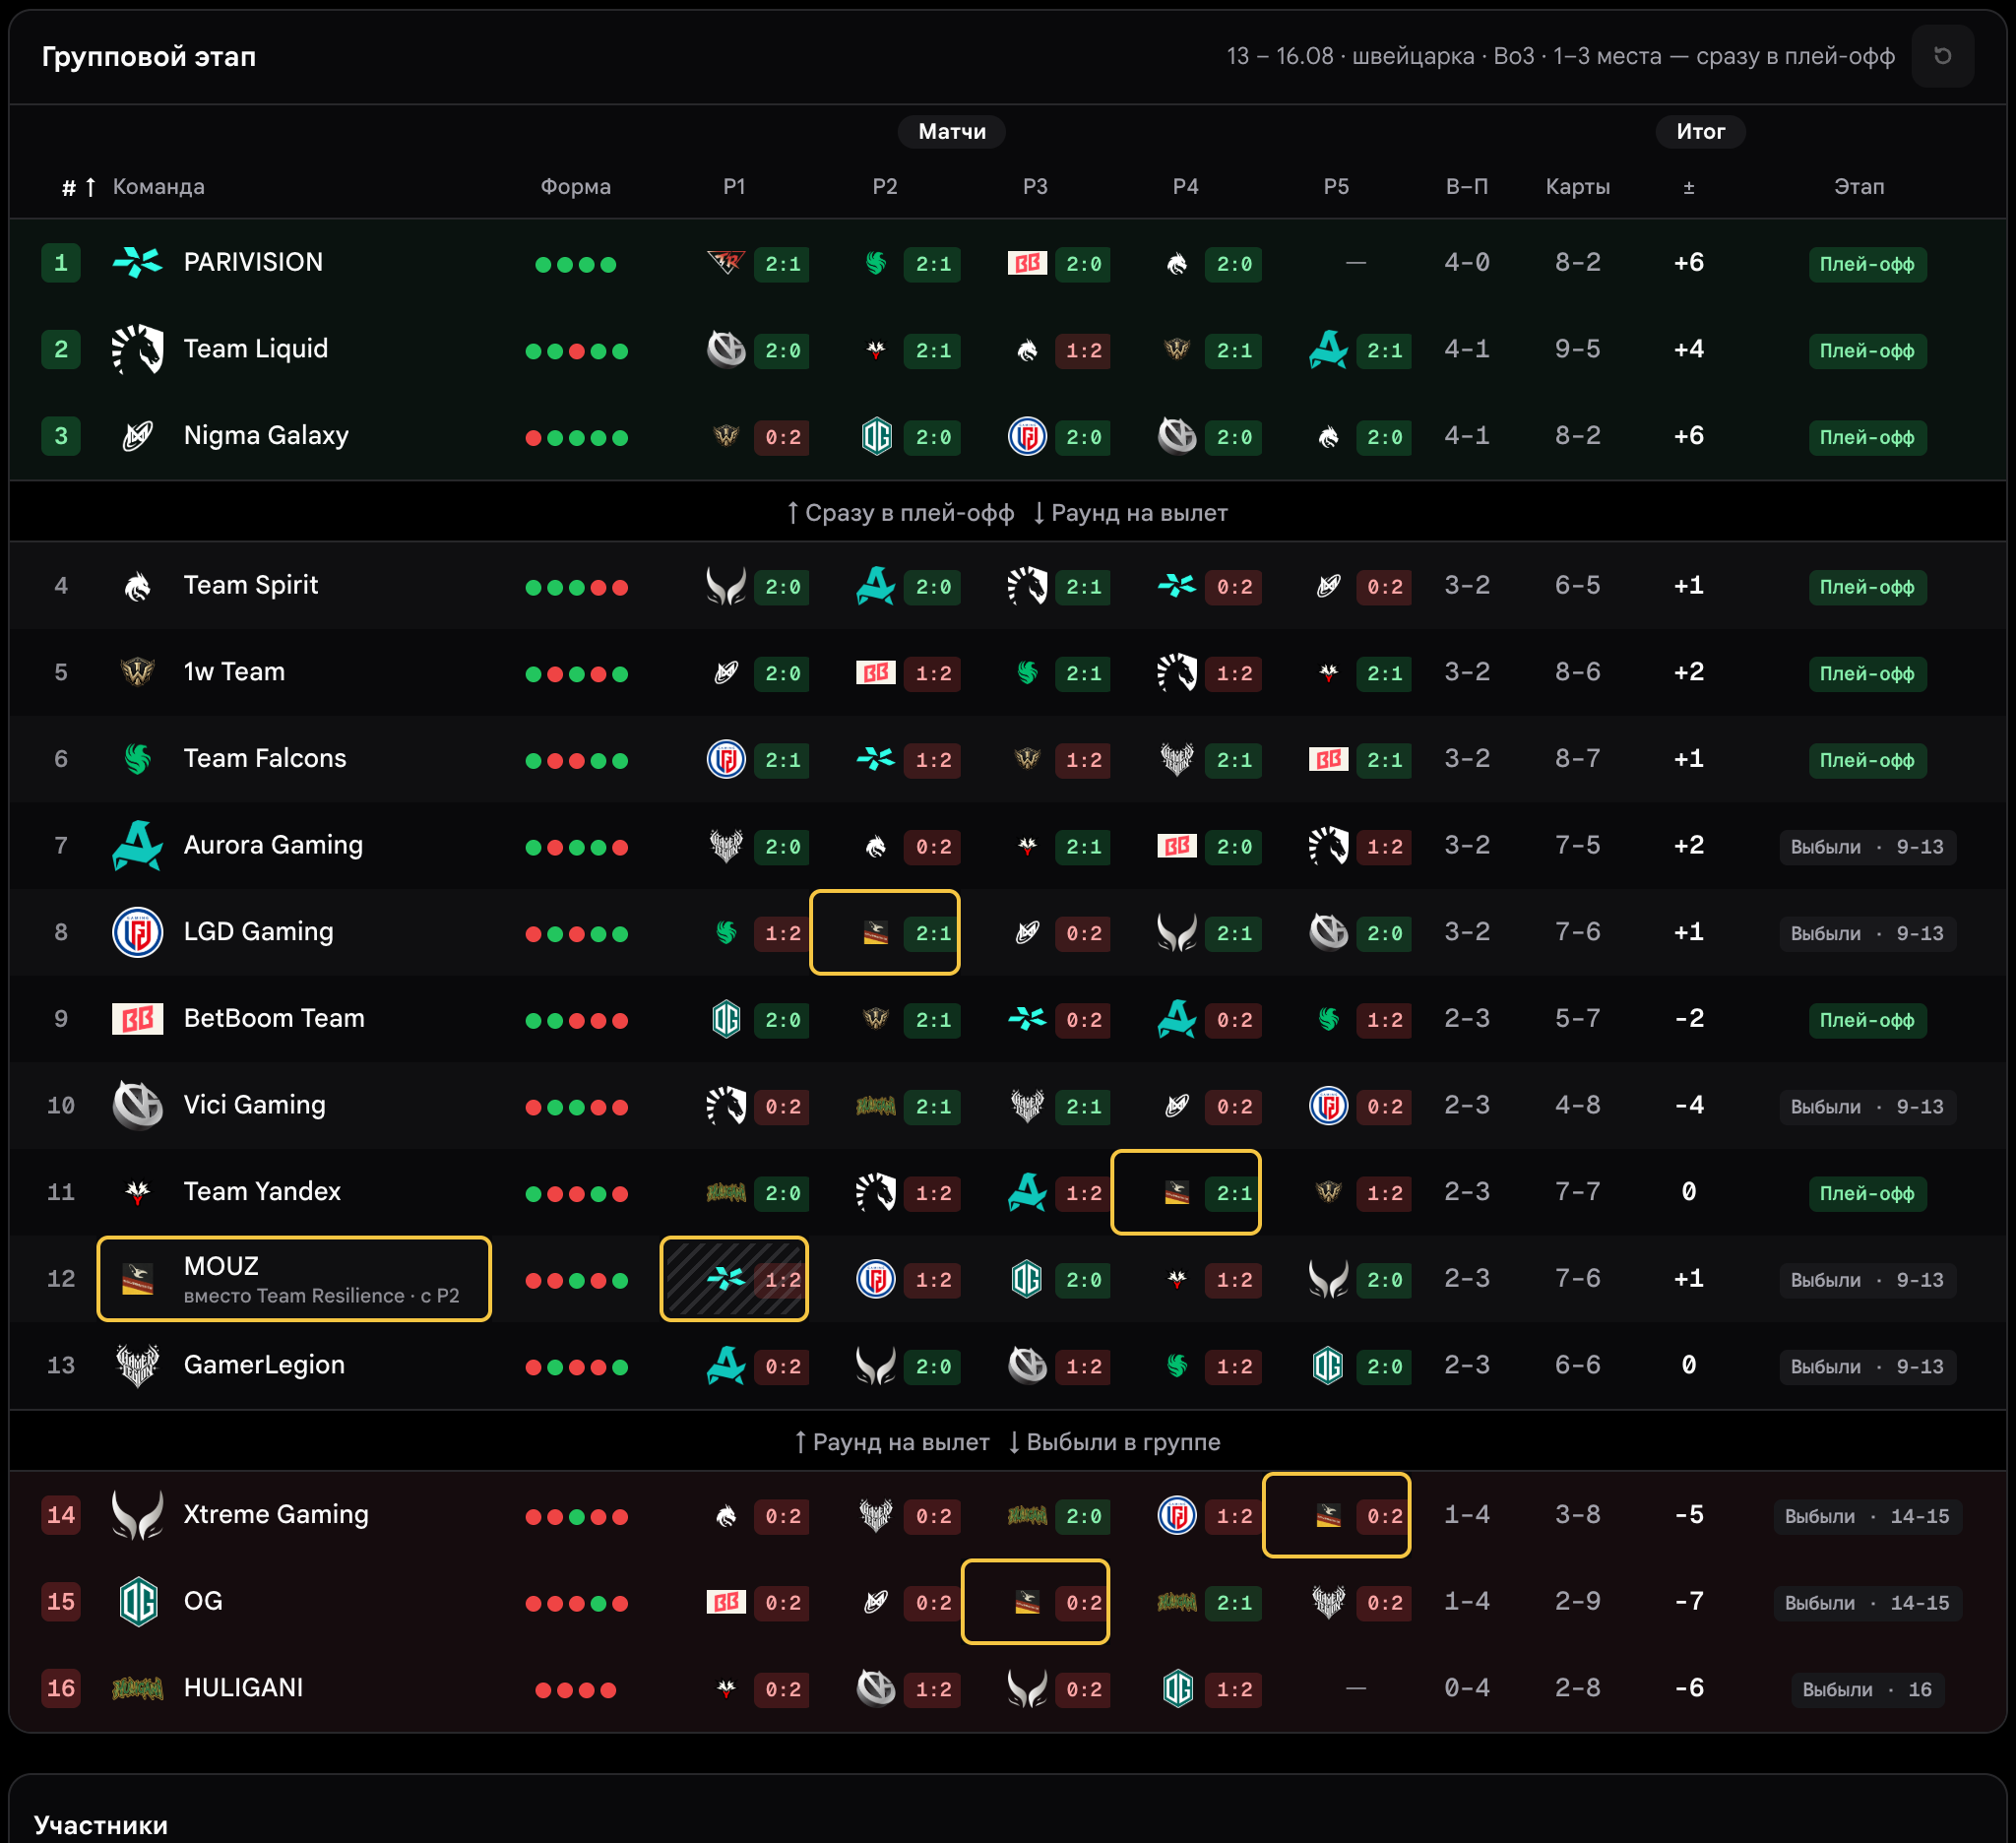 Групповой этап
13 – 16.08 · швейцарка · Bo3 · 1–3 места — сразу в плей-офф
Матчи Итог
# ↑ Команда Форма Р1 Р2 Р3 Р4 Р5 В–П Карты ± Этап
1 PARIVISION 2:1 2:1 2:0 2:0 — 4–0 8–2 +6 Плей-офф
2 Team Liquid 2:0 2:1 1:2 2:1 2:1 4–1 9–5 +4 Плей-офф
3 Nigma Galaxy 0:2 2:0 2:0 2:0 2:0 4–1 8–2 +6 Плей-офф
↑ Сразу в плей-офф ↓ Раунд на вылет
4 Team Spirit 2:0 2:0 2:1 0:2 0:2 3–2 6–5 +1 Плей-офф
5 1w Team 2:0 1:2 2:1 1:2 2:1 3–2 8–6 +2 Плей-офф
6 Team Falcons 2:1 1:2 1:2 2:1 2:1 3–2 8–7 +1 Плей-офф
7 Aurora Gaming 2:0 0:2 2:1 2:0 1:2 3–2 7–5 +2 Выбыли · 9–13
8 LGD Gaming 1:2 2:1 0:2 2:1 2:0 3–2 7–6 +1 Выбыли · 9–13
9 BetBoom Team 2:0 2:1 0:2 0:2 1:2 2–3 5–7 -2 Плей-офф
10 Vici Gaming 0:2 2:1 2:1 0:2 0:2 2–3 4–8 -4 Выбыли · 9–13
11 Team Yandex 2:0 1:2 1:2 2:1 1:2 2–3 7–7 0 Плей-офф
12 MOUZ 1:2 1:2 2:0 1:2 2:0 2–3 7–6 +1 Выбыли · 9–13
вместо Team Resilience · с Р2
13 GamerLegion 0:2 2:0 1:2 1:2 2:0 2–3 6–6 0 Выбыли · 9–13
↑ Раунд на вылет ↓ Выбыли в группе
14 Xtreme Gaming 0:2 0:2 2:0 1:2 0:2 1–4 3–8 -5 Выбыли · 14–15
15 OG 0:2 0:2 0:2 2:1 0:2 1–4 2–9 -7 Выбыли · 14–15
16 HULIGANI 0:2 1:2 0:2 1:2 — 0–4 2–8 -6 Выбыли · 16
Участники